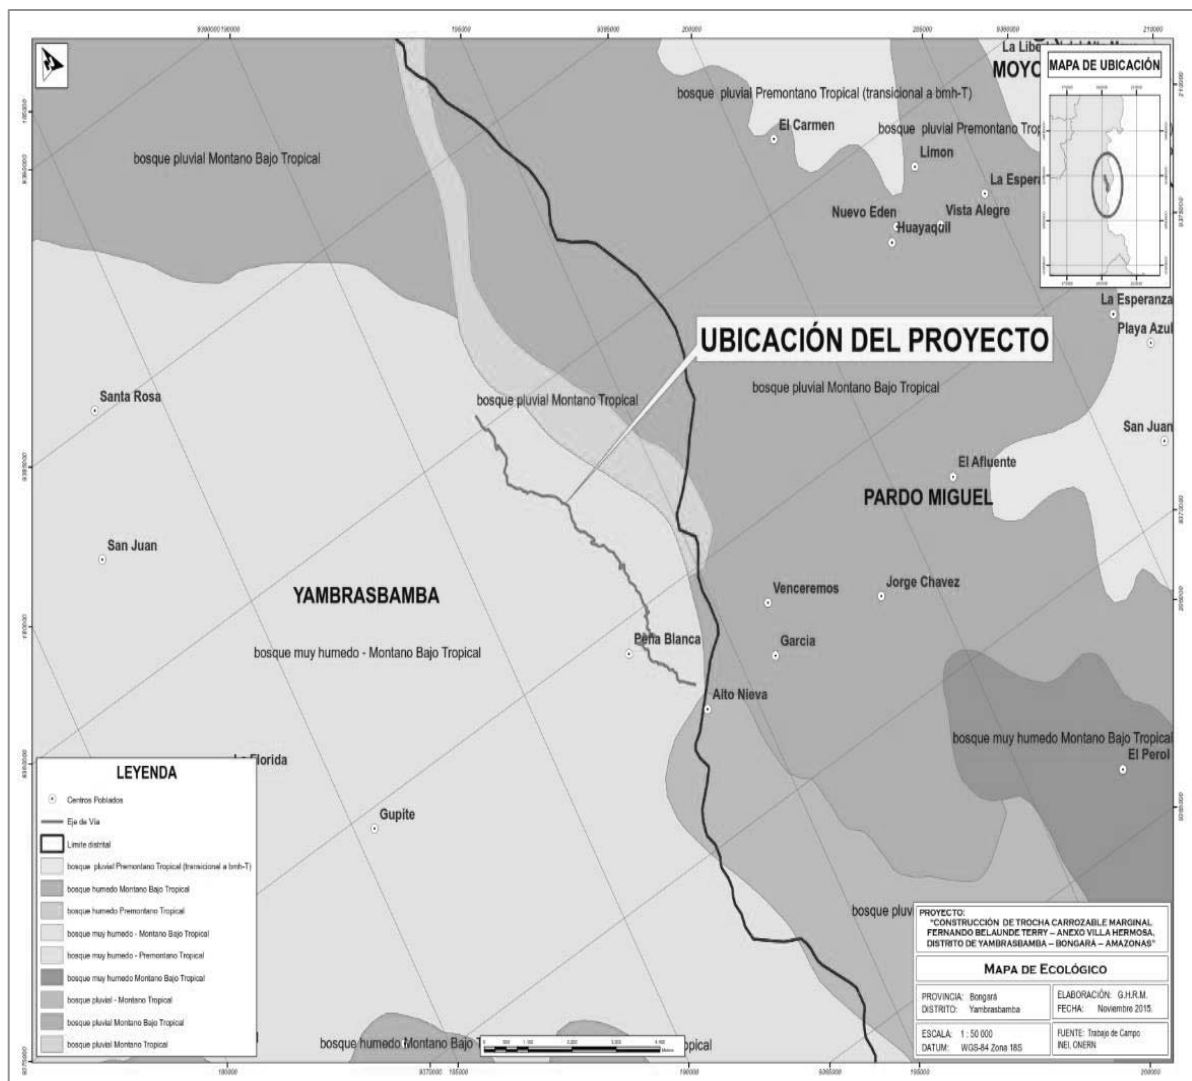 MAPA DE UBICACIÓN
bosque pluvial Premontano Tropical (transicional a bmh-T)
El Carmen
bosque pluvial Premontano
Limon
bosque pluvial Montano Bajo Tropical
Nuevo Eden
Vista Alegre
Huayaquil
La Esperanza
Playa Azul
UBICACIÓN DEL PROYECTO
bosque pluvial Montano Bajo Tropical
Santa Rosa
bosque pluvial Montano Tropical
San Juan
El Afluente
PARDO MIGUEL
San Juan
YAMBRASBAMBA
Venceremos
Jorge Chavez
Peña Blanca
Garcia
bosque muy humedo - Montano Bajo Tropical
Alto Nieva
bosque muy humedo Montano Bajo Tropical
El Perol
Florida
Gupite
bosque humedo Montano Bajo
LEYENDA
Centros Poblados
Eje de Vía
Limite distrital
bosque pluvial Premontano Tropical (transicional a bmh-T)
bosque humedo Montano Bajo Tropical
bosque humedo Premontano Tropical
bosque muy humedo - Montano Bajo Tropical
bosque muy humedo - Premontano Tropical
bosque muy humedo Montano Bajo Tropical
bosque pluvial - Montano Tropical
bosque pluvial Montano Bajo Tropical
bosque pluvial Montano Tropical
PROYECTO:
"CONSTRUCCIÓN DE TROCHA CARROZABLE MARGINAL
FERNANDO BELAUNDE TERRY – ANEXO VILLA HERMOSA,
DISTRITO DE YAMBRASBAMBA – BONGARÁ – AMAZONAS"
MAPA DE ECOLÓGICO
PROVINCIA: Bongará
DISTRITO: Yambrasbamba
ELABORACIÓN: G.H.R.M.
FECHA: Noviembre 2015.
ESCALA: 1 : 50 000
DATUM: WGS-84 Zona 18S
FUENTE: Trabajo de Campo
INEI, ONERN